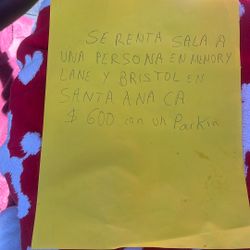 SE RENTA SALA A
UNA PERSONA EN MEMORY
LANE Y BRISTOL EN
SANTA ANA CA
$ 600 con un Parkin